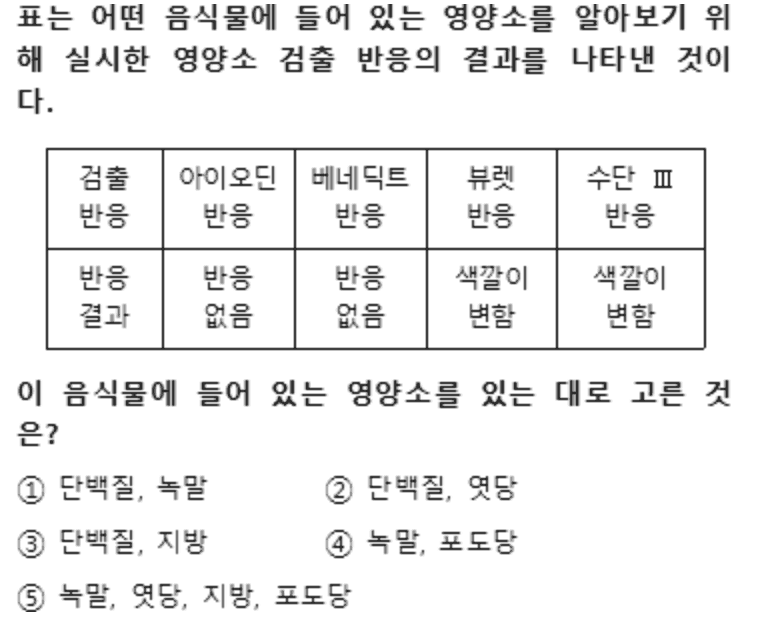 표는 어떤 음식물에 들어 있는 영양소를 알아보기 위
해 실시한 영양소 검출 반응의 결과를 나타낸 것이
다.
검출 반응 아이오딘 반응 베네딕트 반응 뷰렛 반응 수단 Ⅲ 반응
반응 결과 반응 없음 반응 없음 색깔이 변함 색깔이 변함
이 음식물에 들어 있는 영양소를 있는 대로 고른 것
은?
① 단백질, 녹말 ② 단백질, 엿당
③ 단백질, 지방 ④ 녹말, 포도당
⑤ 녹말, 엿당, 지방, 포도당